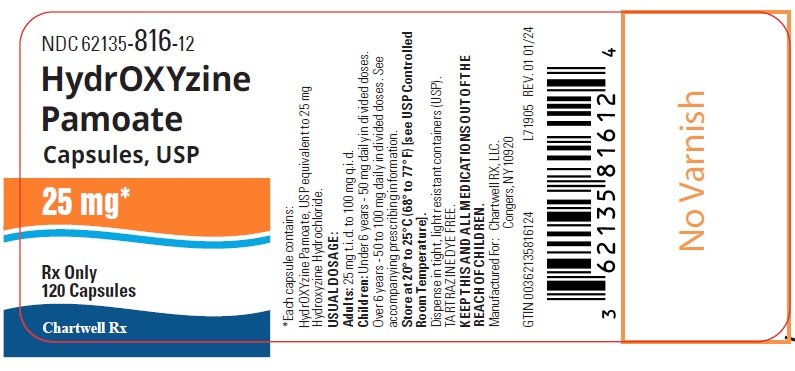 NDC 62135-816-12
HydrOXYzine
Pamoate
Capsules, USP
25 mg*
Rx Only
120 Capsules
Chartwell Rx
*Each capsule contains:
HydrOXYzine Pamoate, USP equivalent to 25 mg
Hydroxyzine Hydrochloride.
USUAL DOSAGE:
Adults: 25 mg t.i.d. to 100 mg q.i.d.
Children: Under 6 years - 50 mg daily in divided doses.
Over 6 years - 50 to 100 mg daily in divided doses. See
accompanying prescribing information.
Store at 20° to 25°C (68° to 77°F) [see USP Controlled
Room Temperature].
Dispense in tight, lightr resistant containers (USP).
TARTRAZINE DYE FREE.
KEEP THIS AND ALL MEDICATIONS OUT OF THE
REACH OF CHILDREN.
Manufactured For: Chartwell RX, LLC.
Congers, NY 10920
GTIN 00362135816124 L71905 REV. 01 01/24
3 62135 81612 4
No Varnish